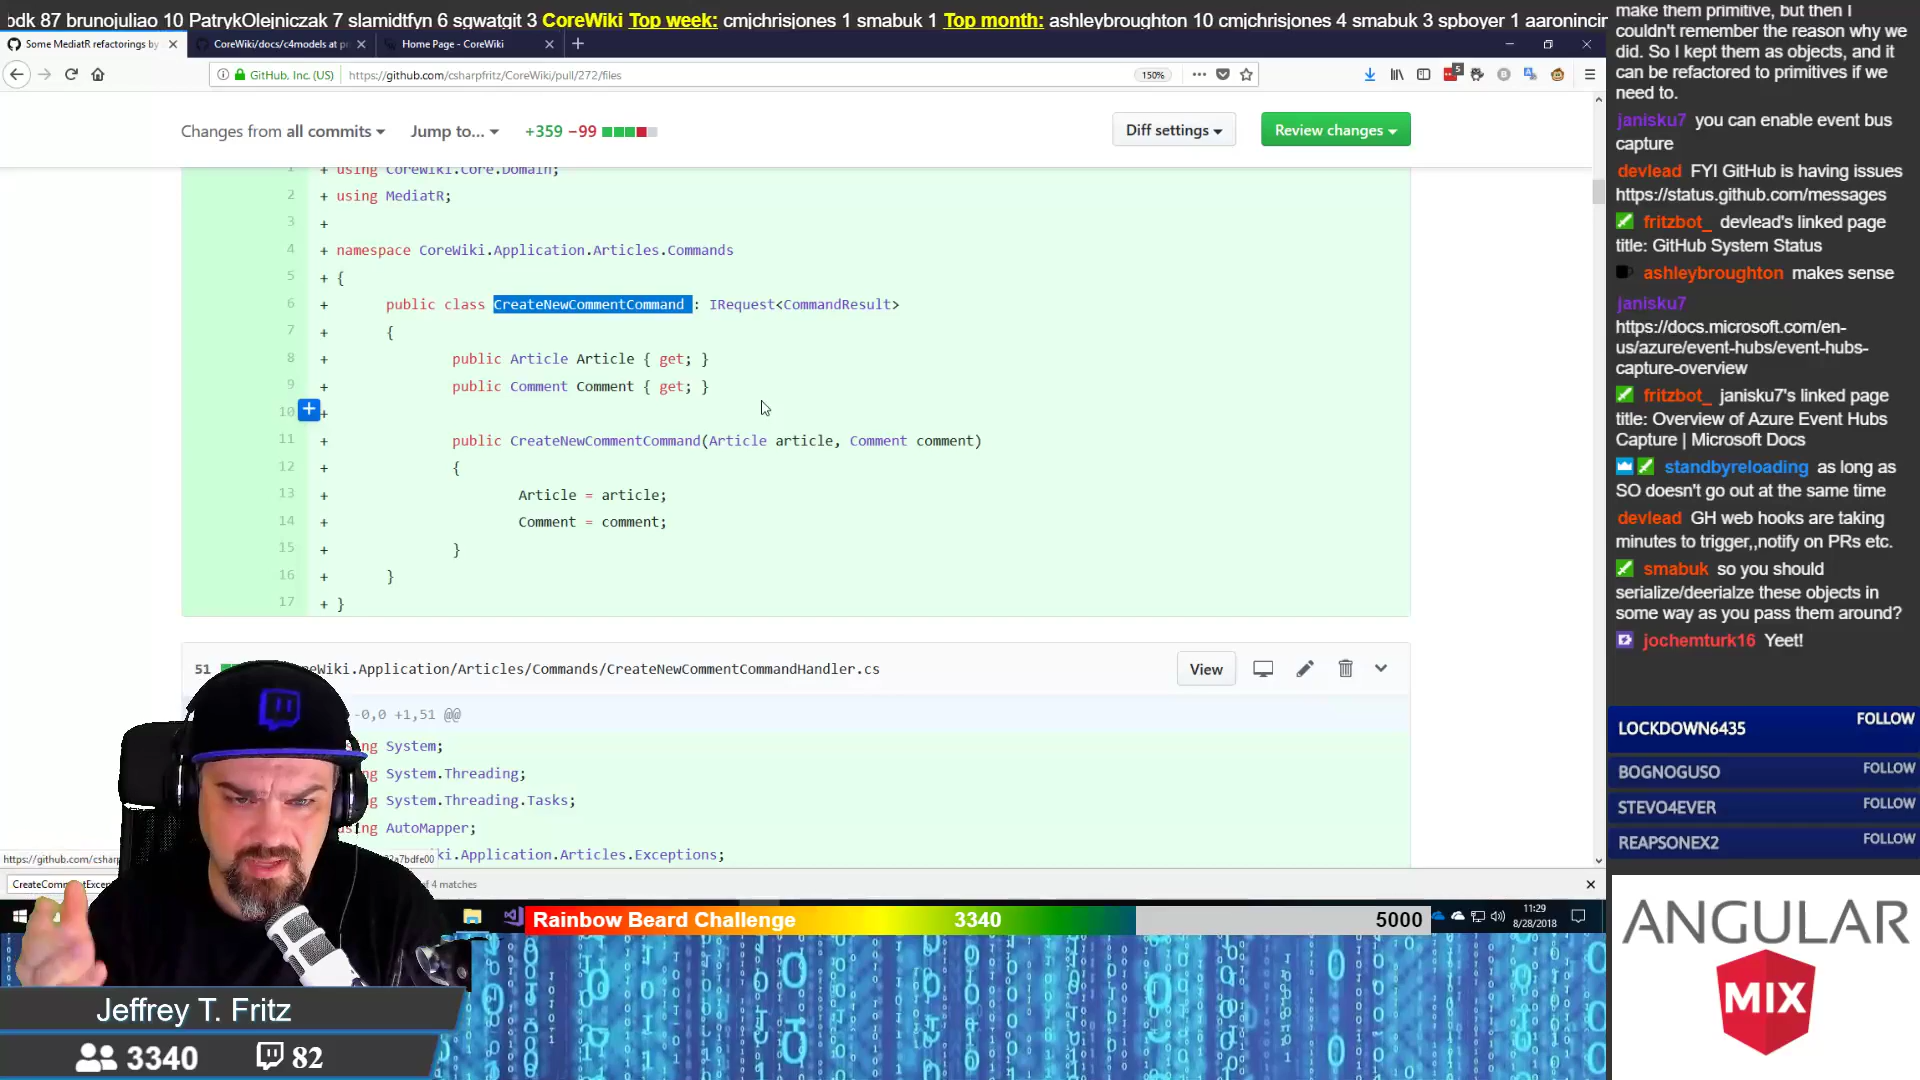 bdk 87 brunojuliao 10 PatrykOlejniczak 7 slamidtfyn 6 sgwatgit 3 CoreWiki Top week: cmjchrisjones 1 smabuk 1 Top month: ashleybroughton 10 cmjchrisjones 4 smabuk 3 spboyer 1 aaronincin
Some MediatR refactorings by
CoreWiki/docs/c4models at pr
Home Page - CoreWiki
GitHub, Inc. (US)
https://github.com/csharpfritz/CoreWiki/pull/272/files
150%
5
Changes from all commits
Jump to...
+359 −99
Diff settings
Review changes
1 + using CoreWiki.Core.Domain;
2 + using MediatR;
3 +
4 + namespace CoreWiki.Application.Articles.Commands
5 + {
6 + public class CreateNewCommentCommand : IRequest<CommandResult>
7 + {
8 + public Article Article { get; }
9 + public Comment Comment { get; }
10 +
11 + public CreateNewCommentCommand(Article article, Comment comment)
12 + {
13 + Article = article;
14 + Comment = comment;
15 + }
16 + }
17 + }
51
eWiki.Application/Articles/Commands/CreateNewCommentCommandHandler.cs
View
-0,0 +1,51 @@
ng System;
g System.Threading;
g System.Threading.Tasks;
ing AutoMapper;
ki.Application.Articles.Exceptions;
https://github.com/cshar
2a7bdfe00
CreateCom
tExcep
of 4 matches
Rainbow Beard Challenge 3340 5000
11:29
8/28/2018
Jeffrey T. Fritz
3340
82
make them primitive, but then I
couldn't remember the reason why we
did. So I kept them as objects, and it
can be refactored to primitives if we
need to.
janisku7 you can enable event bus
capture
devlead FYI GitHub is having issues
https://status.github.com/messages
fritzbot_ devlead's linked page
title: GitHub System Status
ashleybroughton makes sense
janisku7
https://docs.microsoft.com/en-
us/azure/event-hubs/event-hubs-
capture-overview
fritzbot_ janisku7's linked page
title: Overview of Azure Event Hubs
Capture | Microsoft Docs
standbyreloading as long as
SO doesn't go out at the same time
devlead GH web hooks are taking
minutes to trigger,,notify on PRs etc.
smabuk so you should
serialize/deerialze these objects in
some way as you pass them around?
jochemturk16 Yeet!
LOCKDOWN6435 FOLLOW
BOGNOGUSO FOLLOW
STEVO4EVER FOLLOW
REAPSONEX2 FOLLOW
ANGULAR
MIX